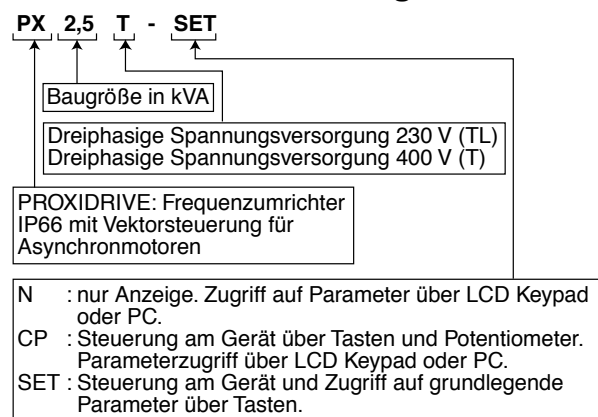 PX 2,5 T - SET
Baugröße in kVA
Dreiphasige Spannungsversorgung 230 V (TL)
Dreiphasige Spannungsversorgung 400 V (T)
PROXIDRIVE: Frequenzumrichter
IP66 mit Vektorsteuerung für
Asynchronmotoren
N : nur Anzeige. Zugriff auf Parameter über LCD Keypad
oder PC.
CP : Steuerung am Gerät über Tasten und Potentiometer.
Parameterzugriff über LCD Keypad oder PC.
SET : Steuerung am Gerät und Zugriff auf grundlegende
Parameter über Tasten.